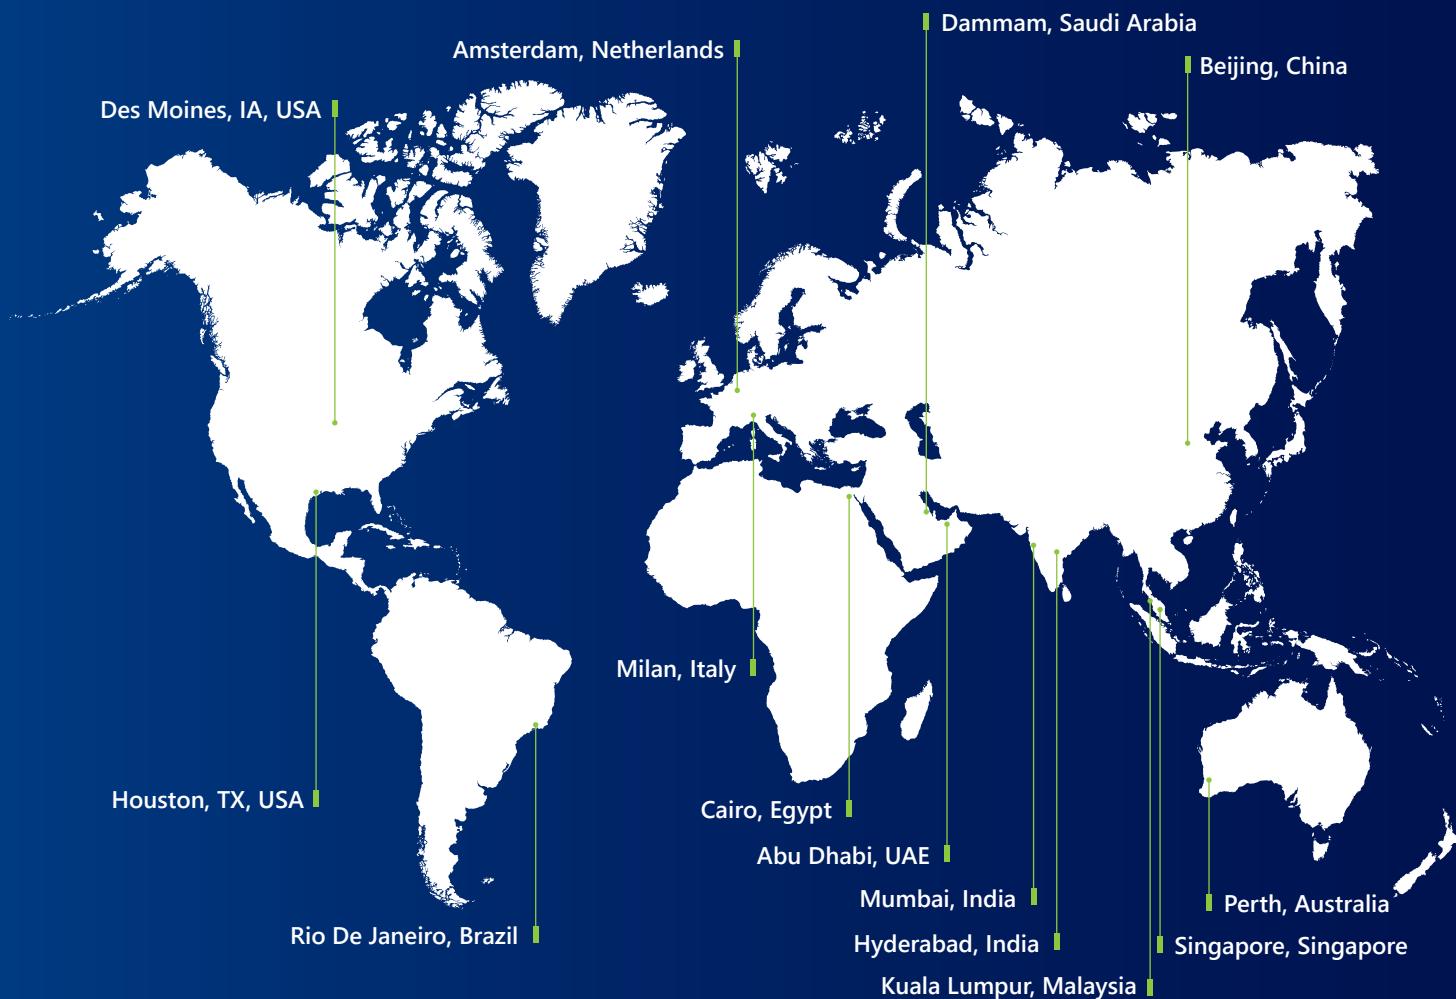 Dammam, Saudi Arabia
Amsterdam, Netherlands
Beijing, China
Des Moines, IA, USA
Milan, Italy
Houston, TX, USA
Cairo, Egypt
Abu Dhabi, UAE
Mumbai, India
Perth, Australia
Rio De Janeiro, Brazil
Hyderabad, India
Singapore, Singapore
Kuala Lumpur, Malaysia